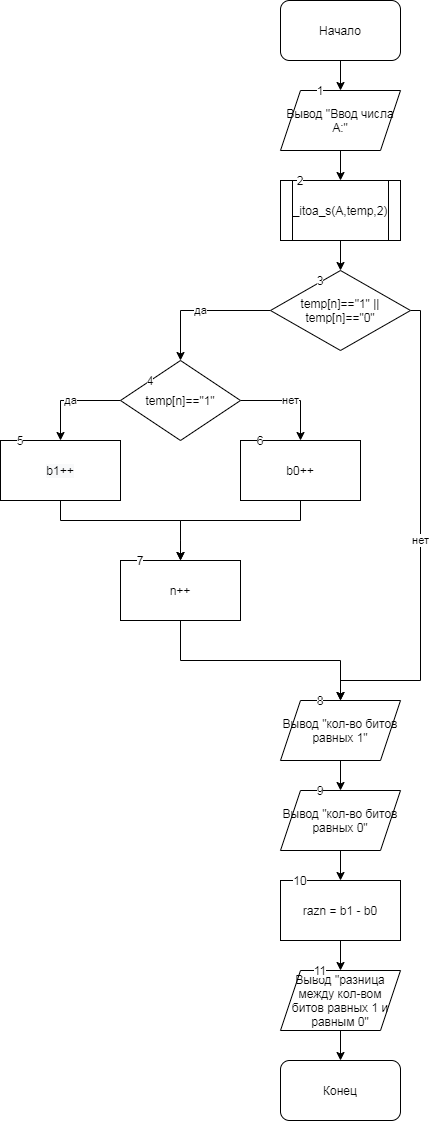 Начало
1
Вывод "Ввод числа
A:"
2
_itoa_s(A,temp,2)
3
temp[n]=="1" ||
temp[n]=="0"
да
4
temp[n]=="1"
да
нет
5
b1++
6
b0++
нет
7
n++
8
Вывод "кол-во битов
равных 1"
9
Вывод "кол-во битов
равных 0"
10
razn = b1 - b0
11
Вывод "разница
между кол-вом
битов равных 1 и
равным 0"
Конец